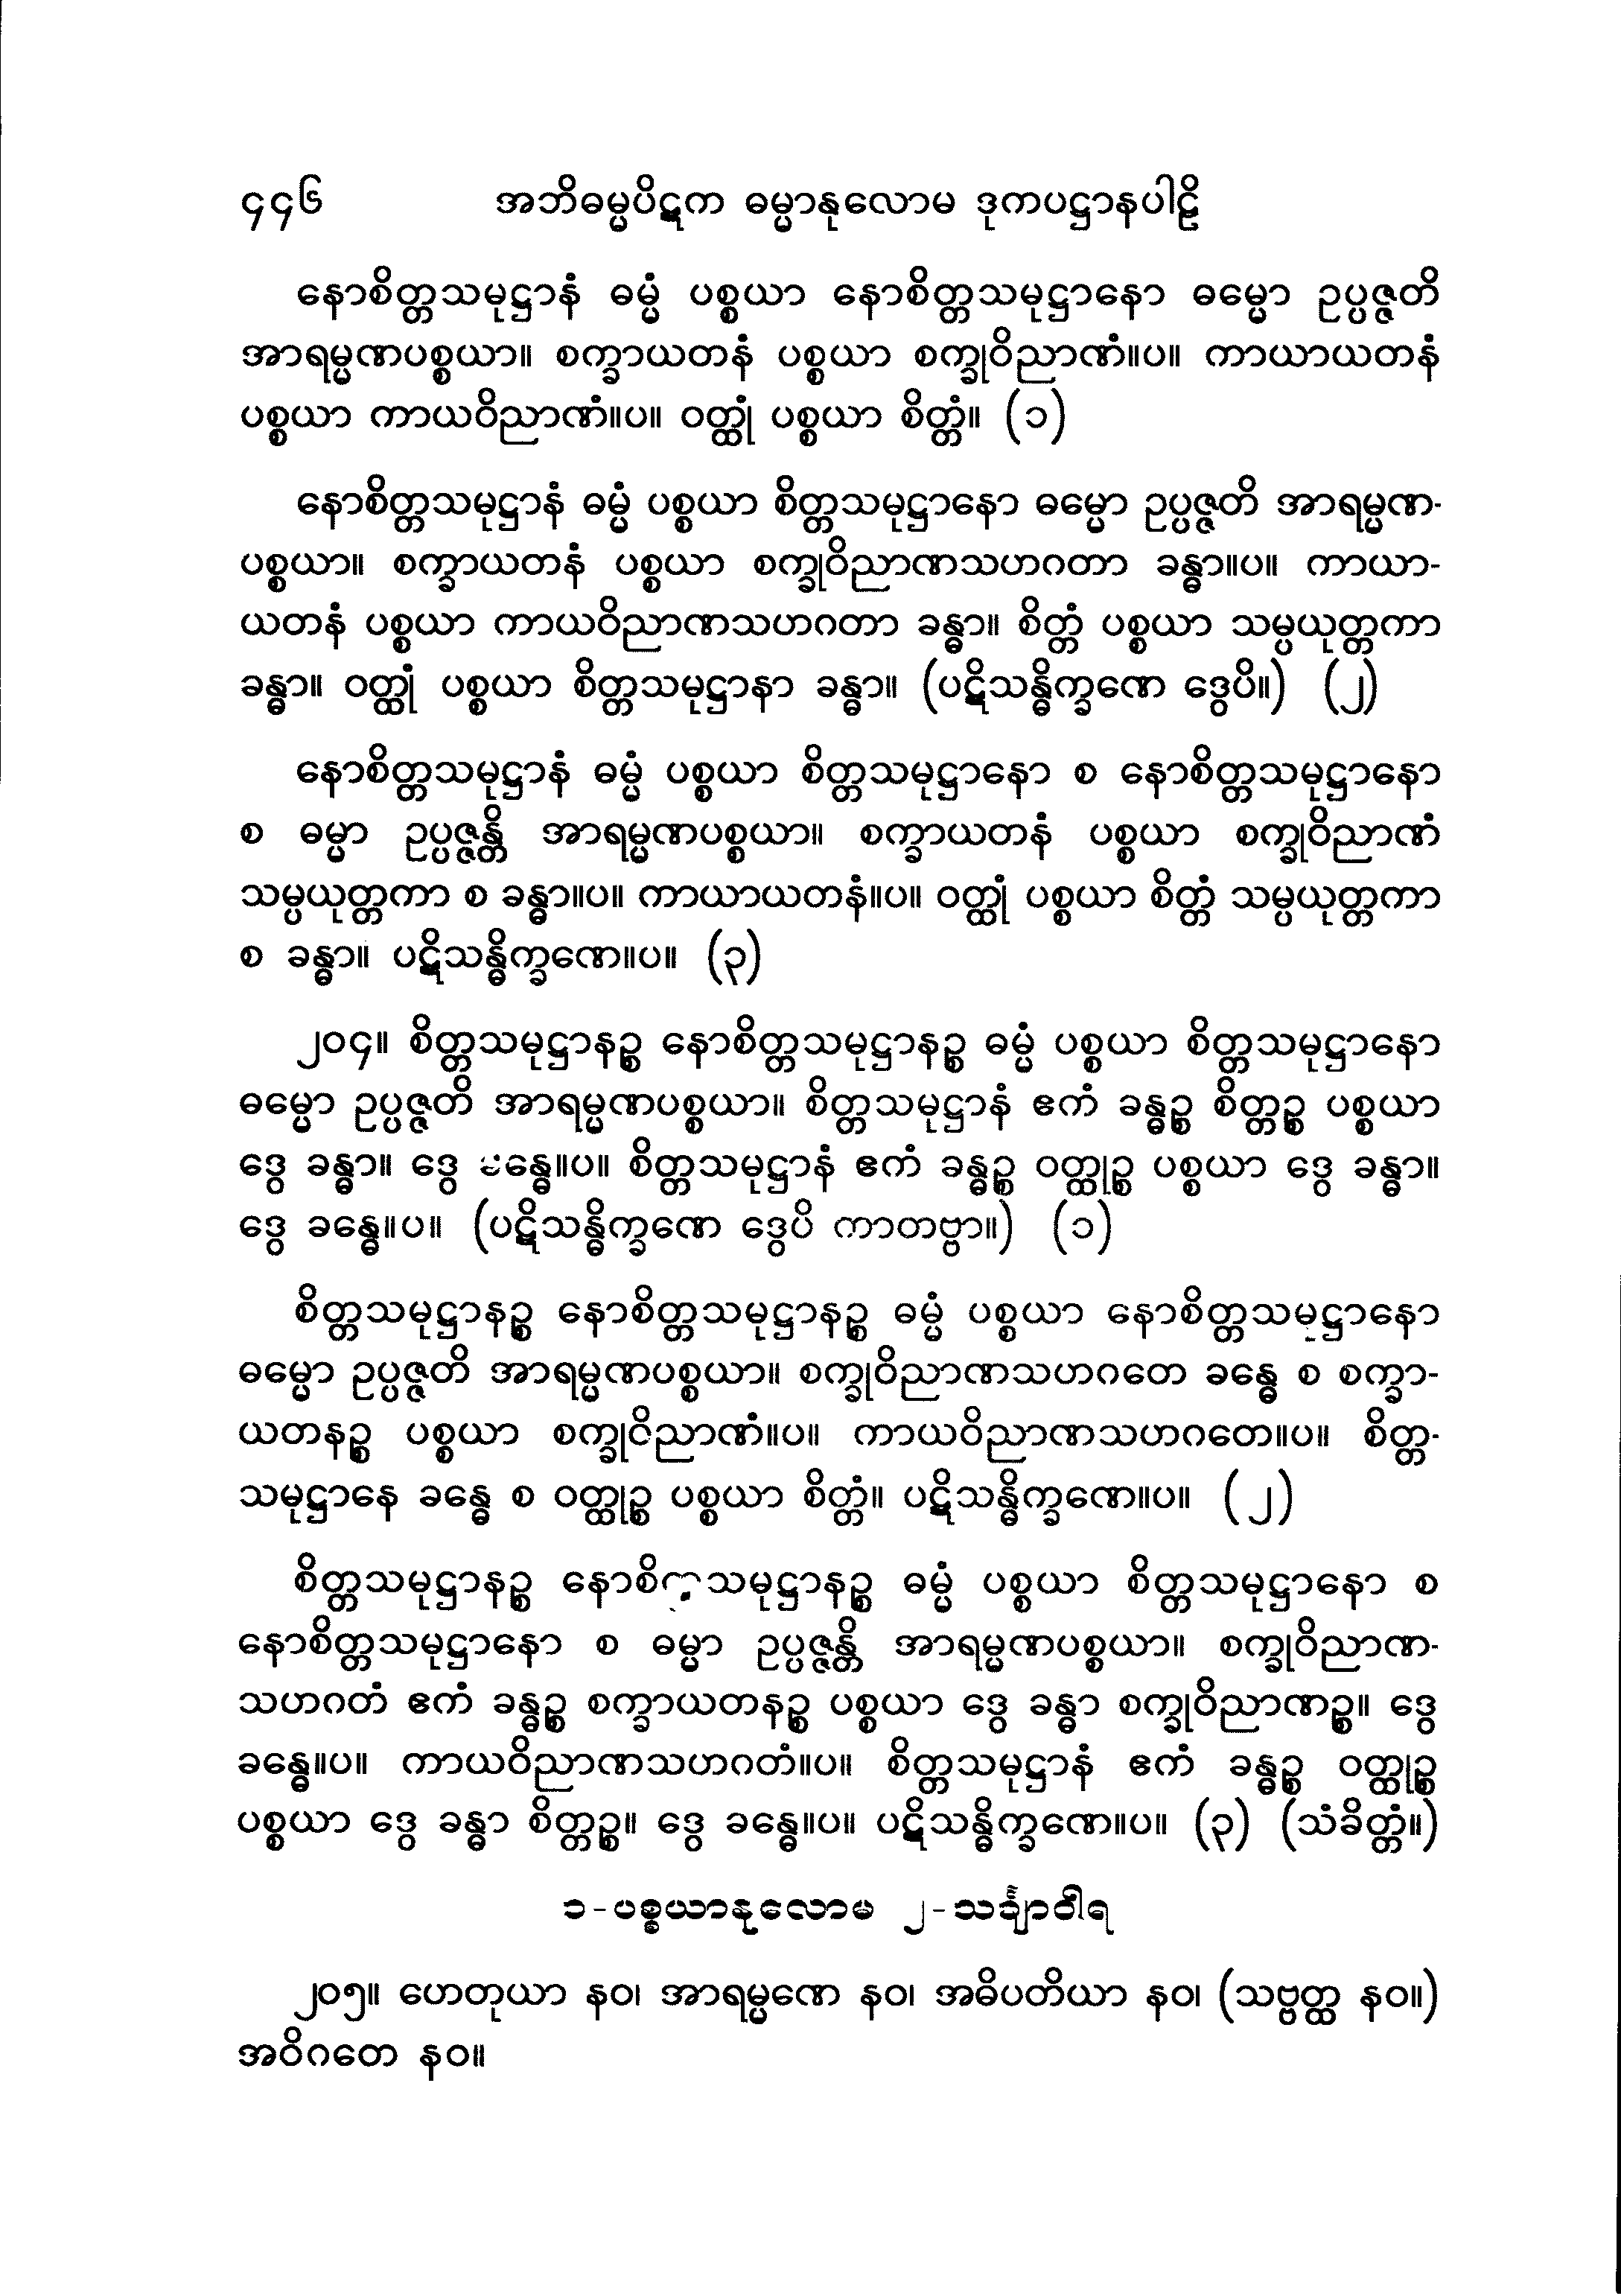 ၄၄၆ အဘိဓမ္မပိဋက ဓမ္မာနုလောမ ဒုကပဋ္ဌာနပါဠိ
နောစိတ္တသမုဋ္ဌာနံ ဓမ္မံ ပစ္စယာ နောစိတ္တသမုဋ္ဌာနော ဓမ္မော ဥပ္ပဇ္ဇတိ
အာရမ္မဏပစ္စယာ။ စက္ခာယတနံ ပစ္စယာ စက္ခုဝိညာဏံ။ပ။ ကာယာယတနံ
ပစ္စယာ ကာယဝိညာဏံ။ပ။ ဝတ္ထုံ ပစ္စယာ စိတ္တံ။ (၁)
နောစိတ္တသမုဋ္ဌာနံ ဓမ္မံ ပစ္စယာ စိတ္တသမုဋ္ဌာနော ဓမ္မော ဥပ္ပဇ္ဇတိ အာရမ္မဏ-
ပစ္စယာ။ စက္ခာယတနံ ပစ္စယာ စက္ခုဝိညာဏသဟဂတာ ခန္ဓာ။ပ။ ကာယာ-
ယတနံ ပစ္စယာ ကာယဝိညာဏသဟဂတာ ခန္ဓာ။ စိတ္တံ ပစ္စယာ သမ္ပယုတ္တကာ
ခန္ဓာ။ ဝတ္ထုံ ပစ္စယာ စိတ္တသမုဋ္ဌာနာ ခန္ဓာ။ (ပဋိသန္ဓိက္ခဏေ ဒွေပိ။) (၂)
နောစိတ္တသမုဋ္ဌာနံ ဓမ္မံ ပစ္စယာ စိတ္တသမုဋ္ဌာနော စ နောစိတ္တသမုဋ္ဌာနော
စ ဓမ္မာ ဥပ္ပဇ္ဇန္တိ အာရမ္မဏပစ္စယာ။ စက္ခာယတနံ ပစ္စယာ စက္ခုဝိညာဏံ
သမ္ပယုတ္တကာ စ ခန္ဓာ။ပ။ ကာယာယတနံ။ပ။ ဝတ္ထုံ ပစ္စယာ စိတ္တံ သမ္ပယုတ္တကာ
စ ခန္ဓာ။ ပဋိသန္ဓိက္ခဏေ။ပ။ (၃)
၂၀၄။ စိတ္တသမုဋ္ဌာနဉ္စ နောစိတ္တသမုဋ္ဌာနဉ္စ ဓမ္မံ ပစ္စယာ စိတ္တသမုဋ္ဌာနော
ဓမ္မော ဥပ္ပဇ္ဇတိ အာရမ္မဏပစ္စယာ။ စိတ္တသမုဋ္ဌာနံ ဧကံ ခန္ဓဉ္စ စိတ္တဉ္စ ပစ္စယာ
ဒွေ ခန္ဓာ။ ဒွေ ခန္ဓေ။ပ။ စိတ္တသမုဋ္ဌာနံ ဧကံ ခန္ဓဉ္စ ဝတ္ထုဉ္စ ပစ္စယာ ဒွေ ခန္ဓာ။
ဒွေ ခန္ဓေ။ပ။ (ပဋိသန္ဓိက္ခဏေ ဒွေပိ ကာတဗ္ဗာ။) (၁)
စိတ္တသမုဋ္ဌာနဉ္စ နောစိတ္တသမုဋ္ဌာနဉ္စ ဓမ္မံ ပစ္စယာ နောစိတ္တသမုဋ္ဌာနော
ဓမ္မော ဥပ္ပဇ္ဇတိ အာရမ္မဏပစ္စယာ။ စက္ခုဝိညာဏသဟဂတေ ခန္ဓေ စ စက္ခာ-
ယတနဉ္စ ပစ္စယာ စက္ခုဝိညာဏံ။ပ။ ကာယဝိညာဏသဟဂတေ။ပ။ စိတ္တ-
သမုဋ္ဌာနေ ခန္ဓေ စ ဝတ္ထုဉ္စ ပစ္စယာ စိတ္တံ။ ပဋိသန္ဓိက္ခဏေ။ပ။ (၂)
စိတ္တသမုဋ္ဌာနဉ္စ နောစိတ္တသမုဋ္ဌာနဉ္စ ဓမ္မံ ပစ္စယာ စိတ္တသမုဋ္ဌာနော စ
နောစိတ္တသမုဋ္ဌာနော စ ဓမ္မာ ဥပ္ပဇ္ဇန္တိ အာရမ္မဏပစ္စယာ။ စက္ခုဝိညာဏ-
သဟဂတံ ဧကံ ခန္ဓဉ္စ စက္ခာယတနဉ္စ ပစ္စယာ ဒွေ ခန္ဓာ စက္ခုဝိညာဏဉ္စ။ ဒွေ
ခန္ဓေ။ပ။ ကာယဝိညာဏသဟဂတံ။ပ။ စိတ္တသမုဋ္ဌာနံ ဧကံ ခန္ဓဉ္စ ဝတ္ထုဉ္စ
ပစ္စယာ ဒွေ ခန္ဓာ စိတ္တဉ္စ။ ဒွေ ခန္ဓေ။ပ။ ပဋိသန္ဓိက္ခဏေ။ပ။ (၃) (သံခိတ္တံ။)
၁-ပစ္စယာနုလောမ ၂-သင်္ချာဝါရ
၂၀၅။ ဟေတုယာ နဝ၊ အာရမ္မဏေ နဝ၊ အဓိပတိယာ နဝ၊ (သဗ္ဗတ္ထ နဝ။)
အဝိဂတေ နဝ။